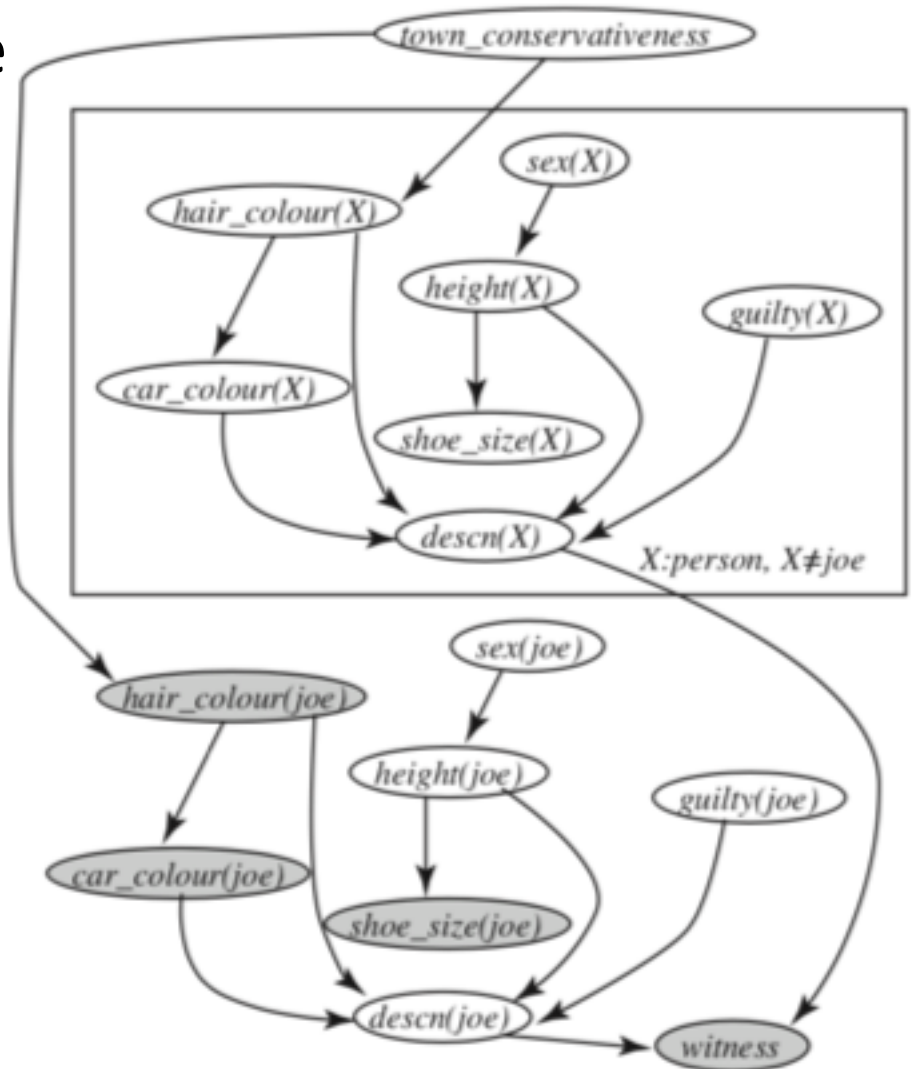 e
town_conservativeness
sex(X)
hair_colour(X)
height(X)
guilty(X)
car_colour(X)
shoe_size(X)
descn(X)
X:person, X≠joe
sex(joe)
hair_colour(joe)
height(joe)
guilty(joe)
car_colour(joe)
shoe_size(joe)
descn(joe)
witness